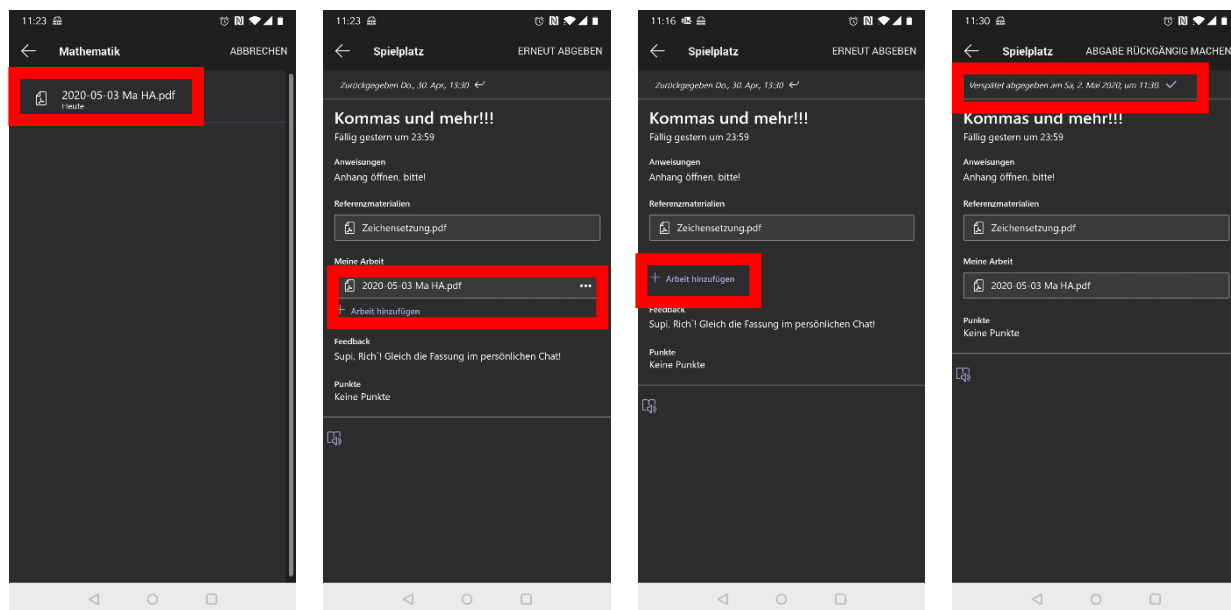 11:23
Mathematik
ABBRECHEN
2020-05-03 Ma HA.pdf
Heute
11:23
Spielplatz
ERNEUT ABGEBEN
Zurückgegeben Do., 30. Apr., 13:30
Kommas und mehr!!!
Fällig gestern um 23:59
Anweisungen
Anhang öffnen, bitte!
Referenzmaterialien
Zeichensetzung.pdf
Meine Arbeit
2020-05-03 Ma HA.pdf
+ Arbeit hinzufügen
Feedback
Supi, Rich`! Gleich die Fassung im persönlichen Chat!
Punkte
Keine Punkte
11:16
Spielplatz
ERNEUT ABGEBEN
Zurückgegeben Do., 30. Apr., 13:30
Kommas und mehr!!!
Fällig gestern um 23:59
Anweisungen
Anhang öffnen, bitte!
Referenzmaterialien
Zeichensetzung.pdf
+ Arbeit hinzufügen
Feedback
Supi, Rich`! Gleich die Fassung im persönlichen Chat!
Punkte
Keine Punkte
11:30
Spielplatz
ABGABE RÜCKGÄNGIG MACHEN
Verspätet abgegeben am Sa, 2. Mai 2020, um 11:30.
Kommas und mehr!!!
Fällig gestern um 23:59
Anweisungen
Anhang öffnen, bitte!
Referenzmaterialien
Zeichensetzung.pdf
Meine Arbeit
2020-05-03 Ma HA.pdf
Punkte
Keine Punkte